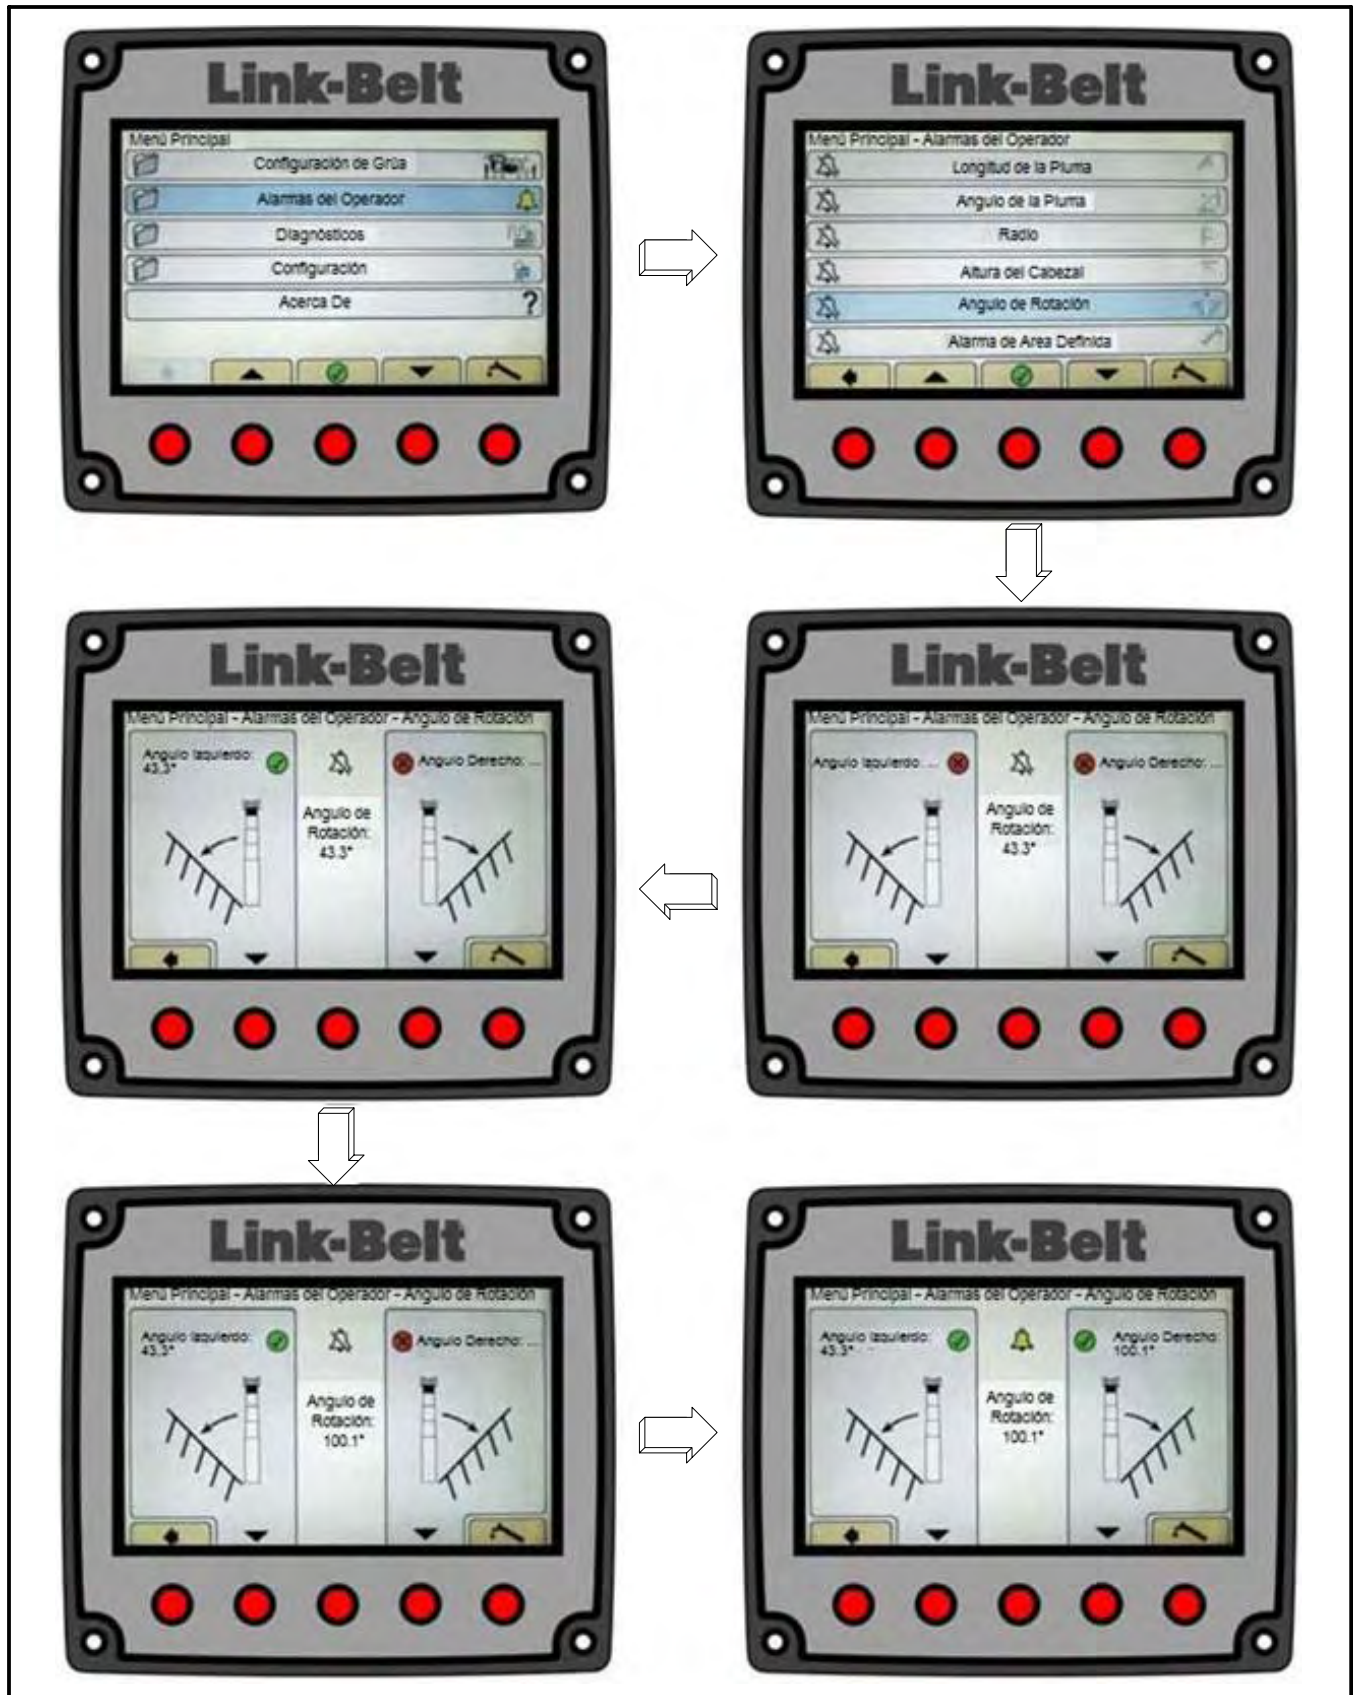 Link-Belt
Menú Principal
Configuración de Grúa
Alarmas del Operador
Diagnósticos
Configuración
Acerca De
?
Link-Belt
Menú Principal - Alarmas del Operador
Longitud de la Pluma
Angulo de la Pluma
Radio
Altura del Cabezal
Angulo de Rotación
Alarma de Area Definida
Link-Belt
Menú Principal - Alarmas del Operador - Angulo de Rotación
Angulo Izquierdo:
43.3°
Angulo Derecho: ...
Angulo de
Rotación:
43.3°
Link-Belt
Menú Principal - Alarmas del Operador - Angulo de Rotación
Angulo Izquierdo: ...
Angulo Derecho: ...
Angulo de
Rotación:
43.3°
Link-Belt
Menú Principal - Alarmas del Operador - Angulo de Rotación
Angulo Izquierdo:
43.3°
Angulo Derecho: ...
Angulo de
Rotación:
100.1°
Link-Belt
Menú Principal - Alarmas del Operador - Angulo de Rotación
Angulo Izquierdo:
43.3°
Angulo Derecho:
100.1°
Angulo de
Rotación:
100.1°